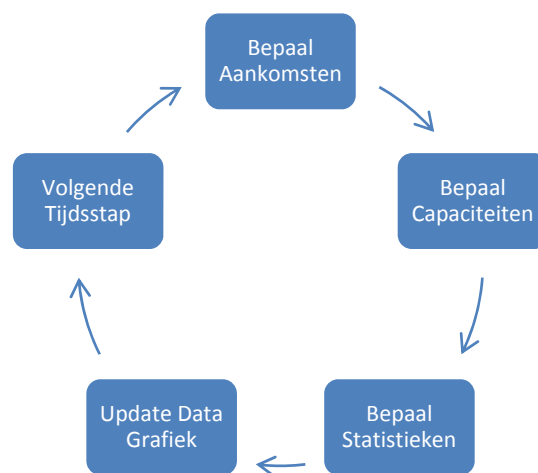 Bepaal
Aankomsten
Bepaal
Capaciteiten
Bepaal
Statistieken
Update Data
Grafiek
Volgende
Tijdsstap